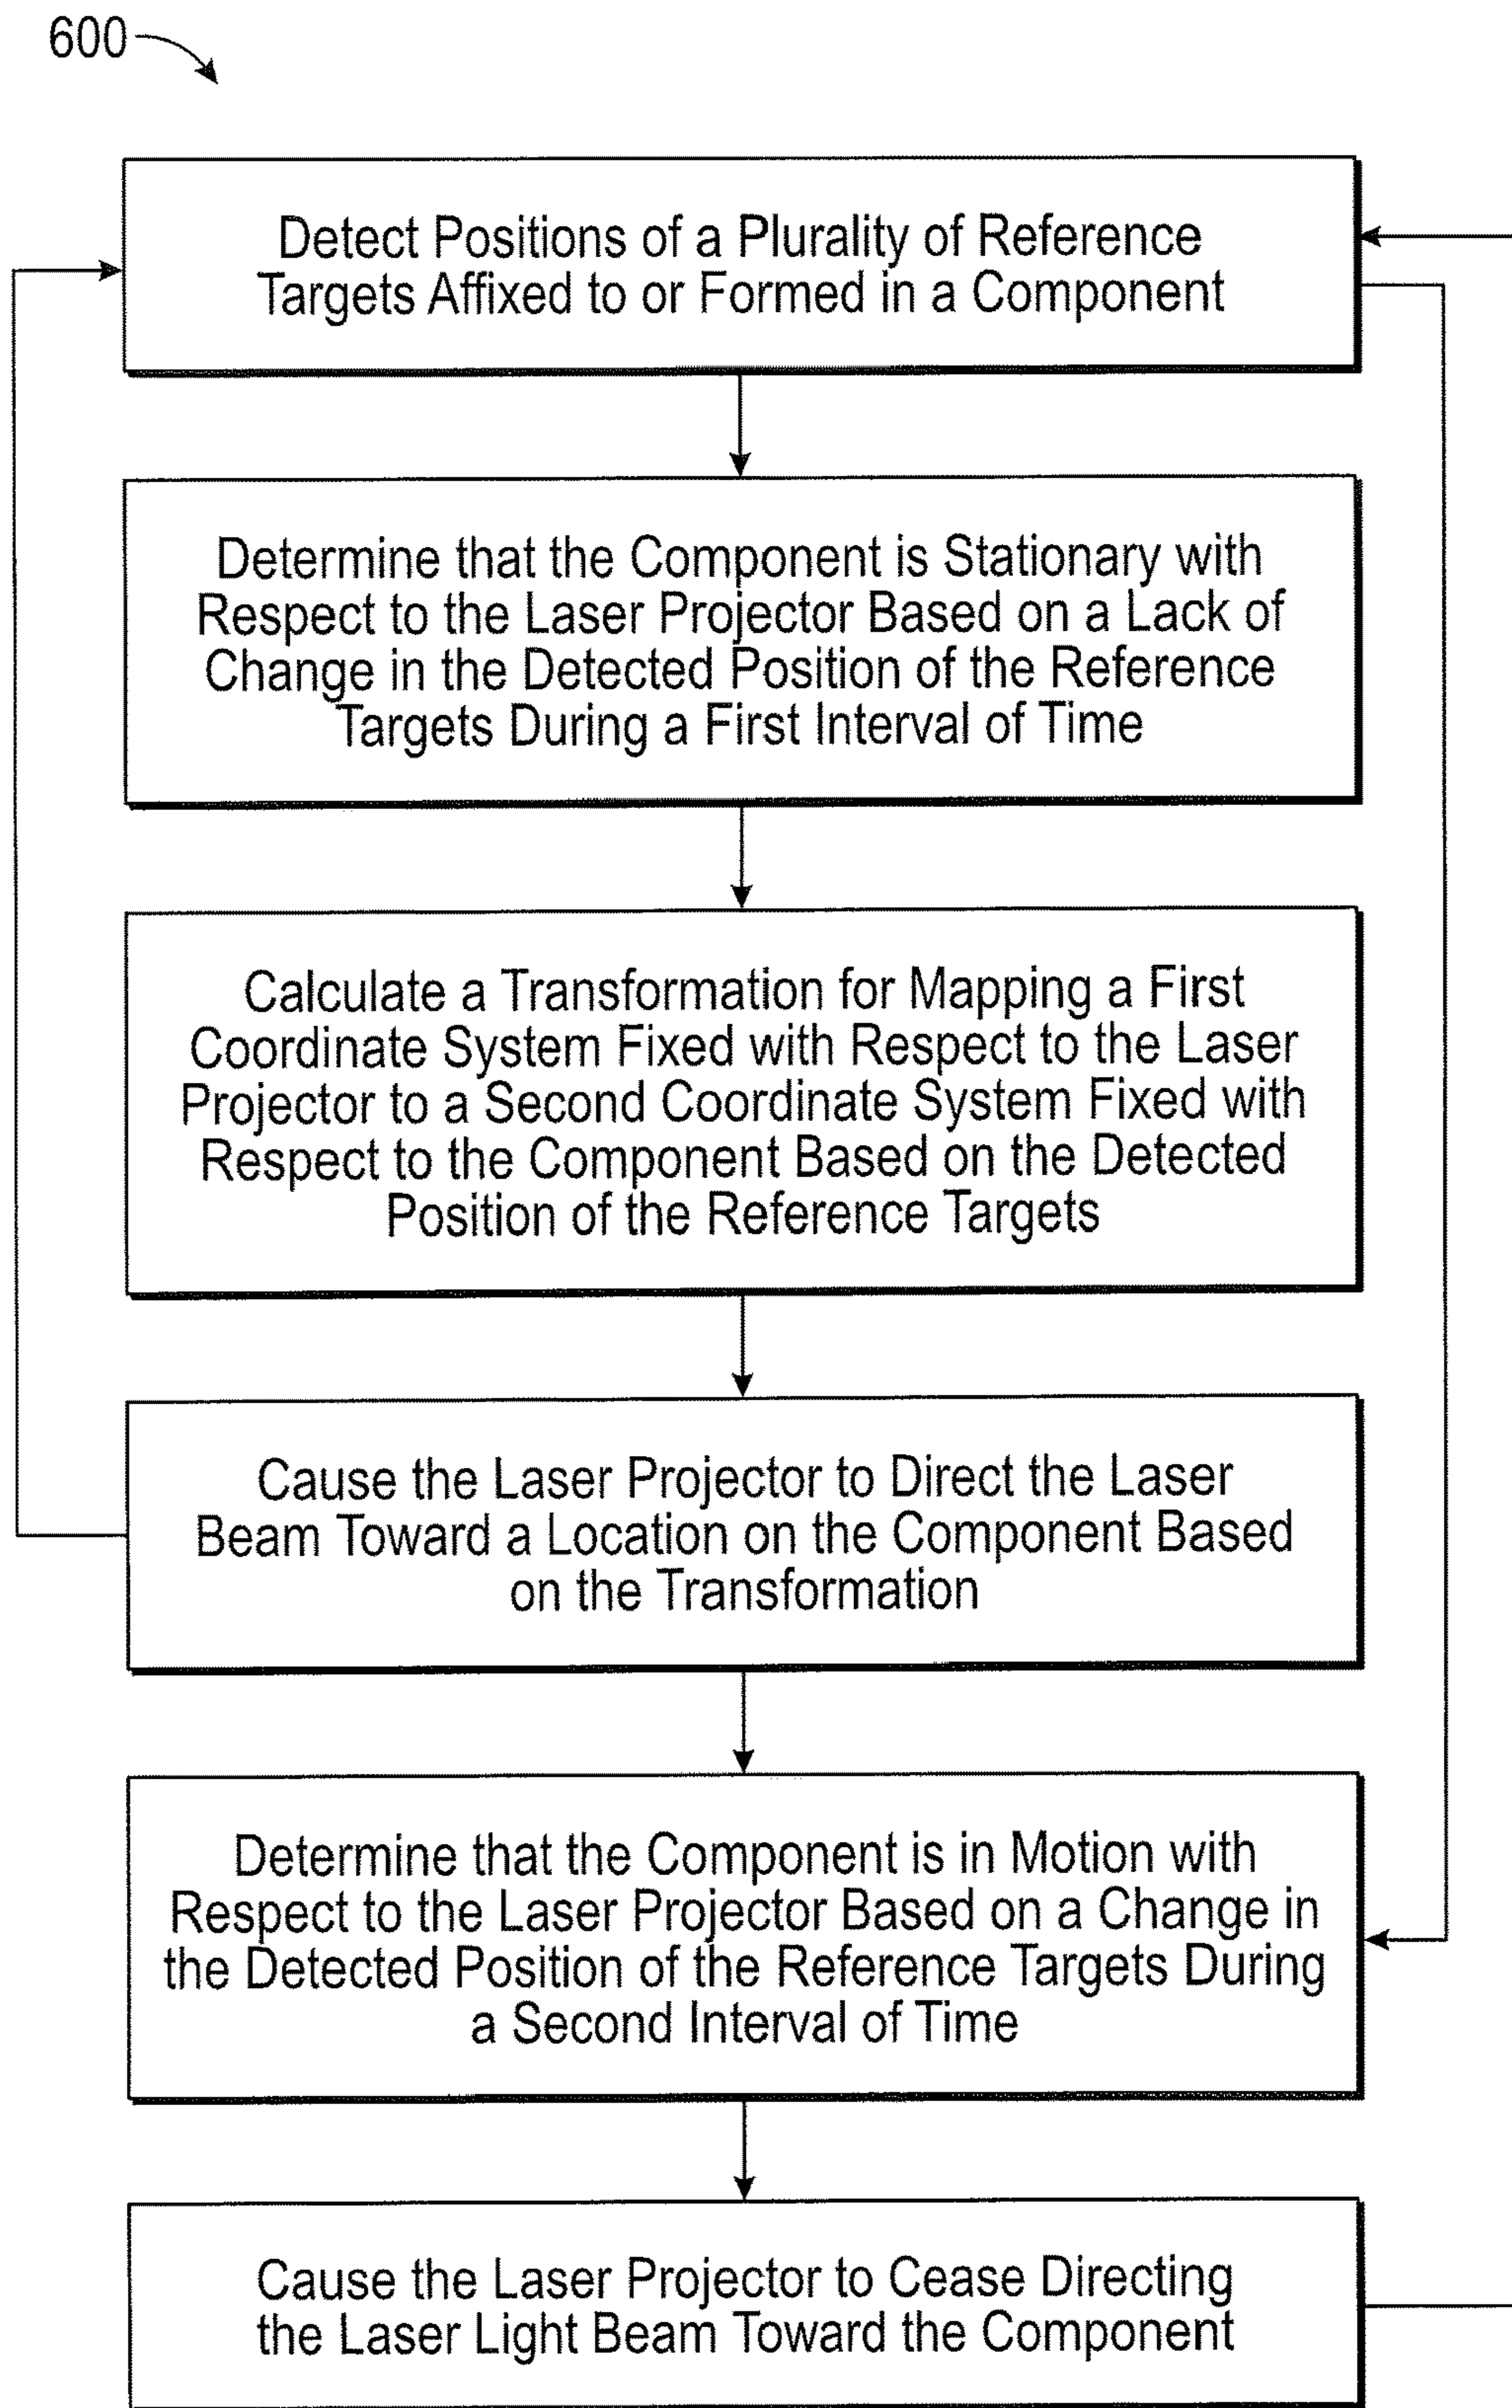 600
Detect Positions of a Plurality of Reference
Targets Affixed to or Formed in a Component
Determine that the Component is Stationary with
Respect to the Laser Projector Based on a Lack of
Change in the Detected Position of the Reference
Targets During a First Interval of Time
Calculate a Transformation for Mapping a First
Coordinate System Fixed with Respect to the Laser
Projector to a Second Coordinate System Fixed with
Respect to the Component Based on the Detected
Position of the Reference Targets
Cause the Laser Projector to Direct the Laser
Beam Toward a Location on the Component Based
on the Transformation
Determine that the Component is in Motion with
Respect to the Laser Projector Based on a Change in
the Detected Position of the Reference Targets During
a Second Interval of Time
Cause the Laser Projector to Cease Directing
the Laser Light Beam Toward the Component